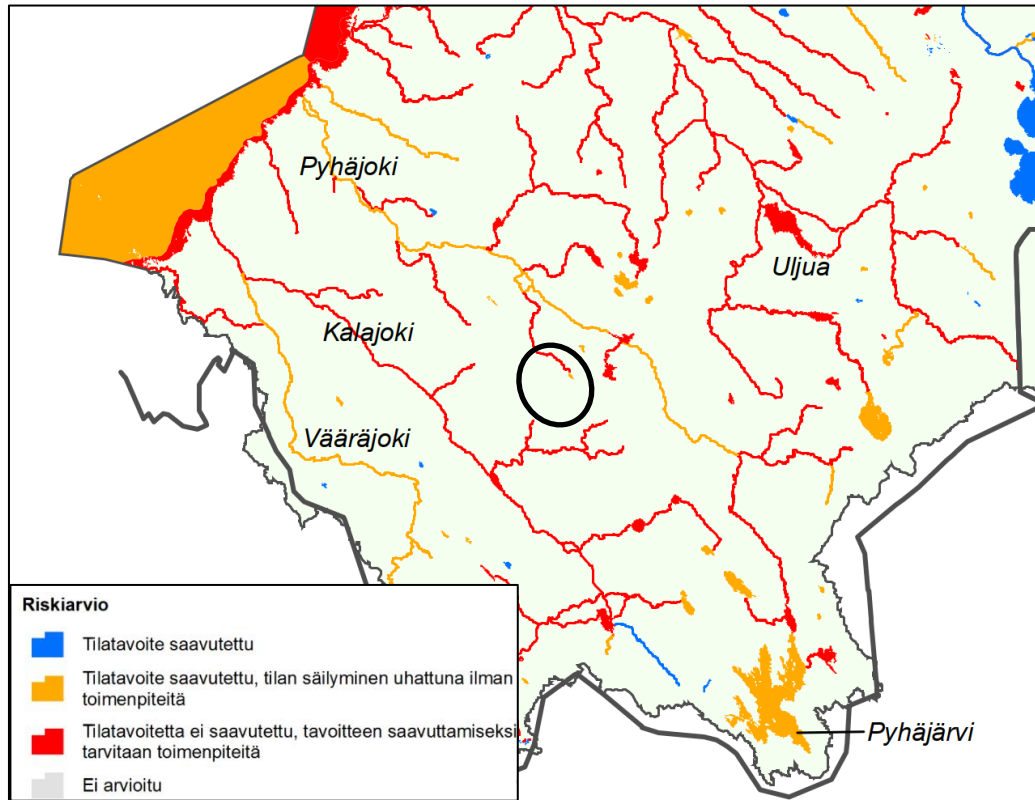 Pyhäjoki
Uljua
Kalajoki
Vääräjoki
Pyhäjärvi
Riskiarvio
Tilatavoite saavutettu
Tilatavoite saavutettu, tilan säilyminen uhattuna ilman
toimenpiteitä
Tilatavoitetta ei saavutettu, tavoitteen saavuttamiseksi
tarvitaan toimenpiteitä
Ei arvioitu